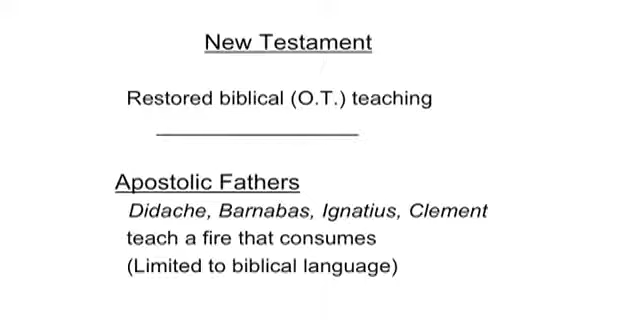 New Testament
Restored biblical (O.T.) teaching
Apostolic Fathers
Didache, Barnabas, Ignatius, Clement
teach a fire that consumes
(Limited to biblical language)